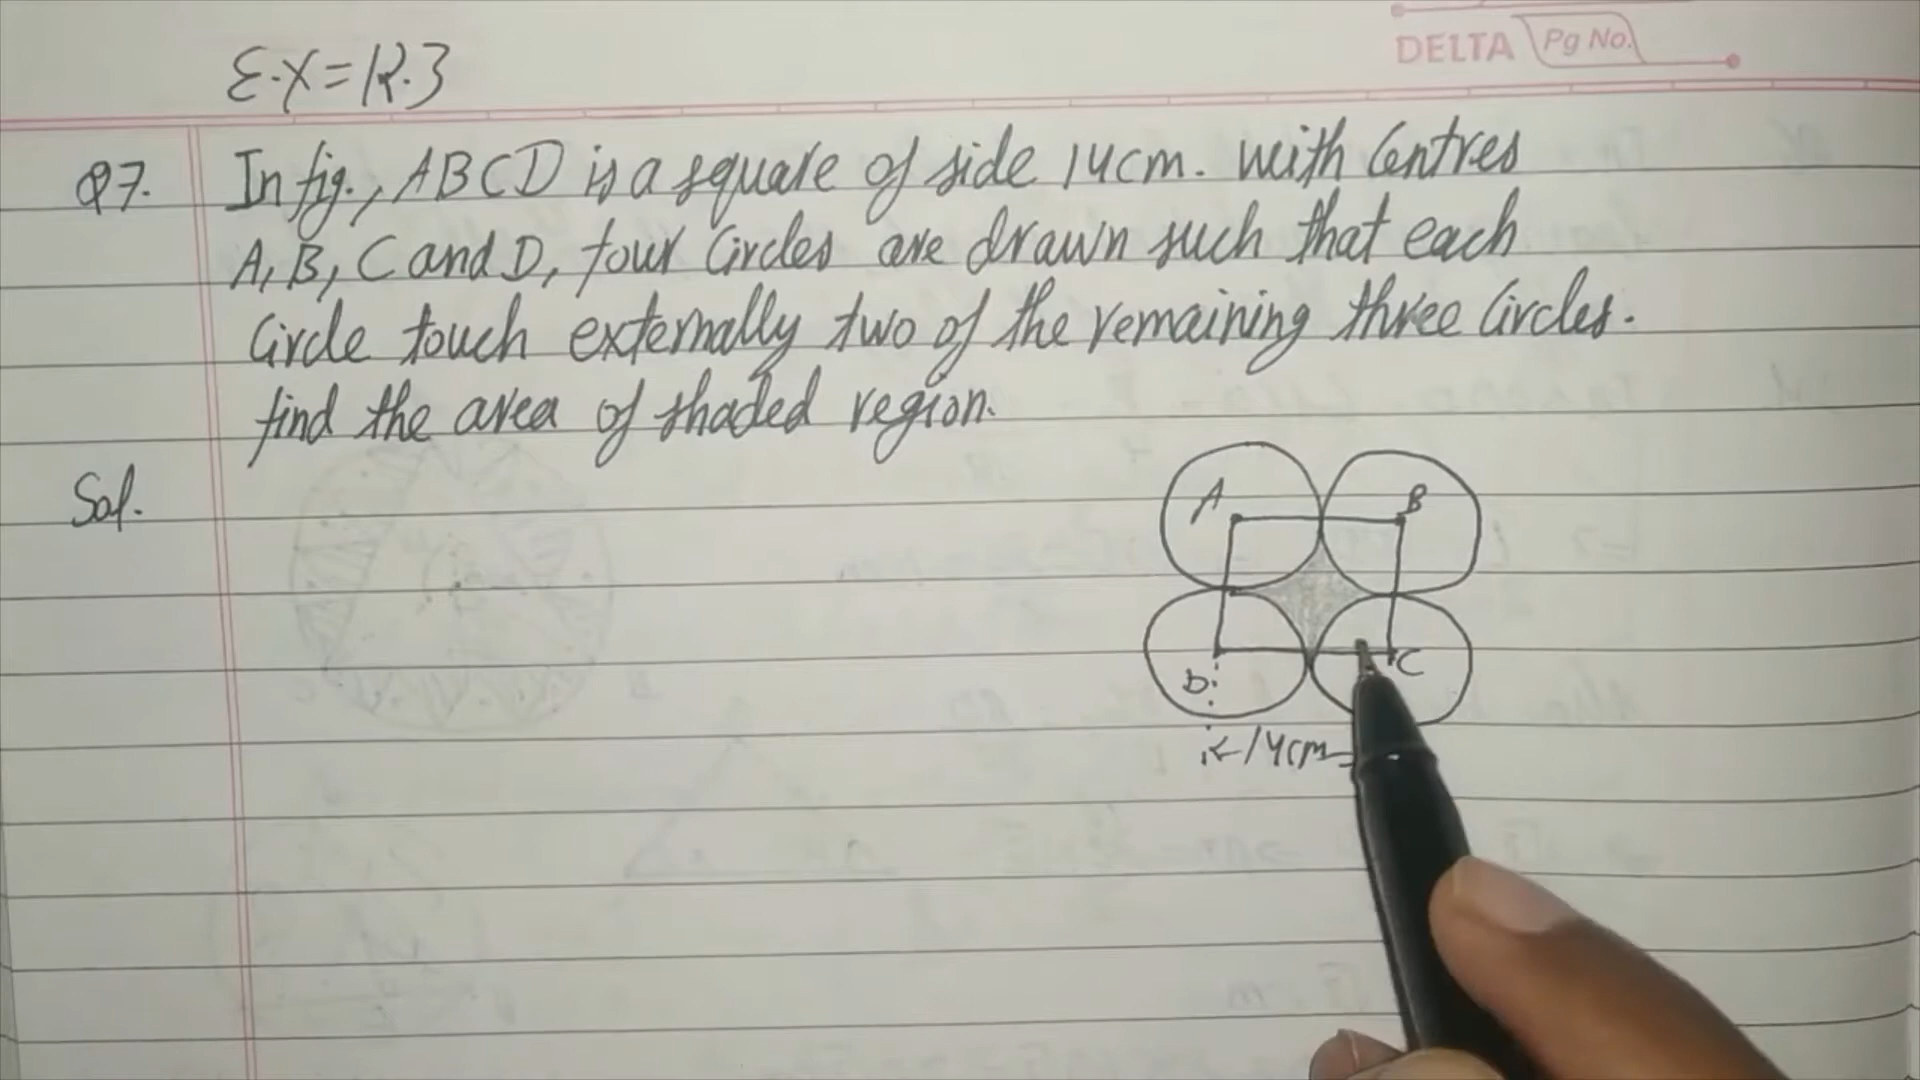 DELTA Pg No.
E.X=12.3
Q7. In fig., ABCD is a square of side 14cm. with Centres
A, B, C and D, four Circles are drawn such that each
Circle touch externally two of the remaining three Circles.
find the area of shaded region.
Sol.
A B
D C
14cm